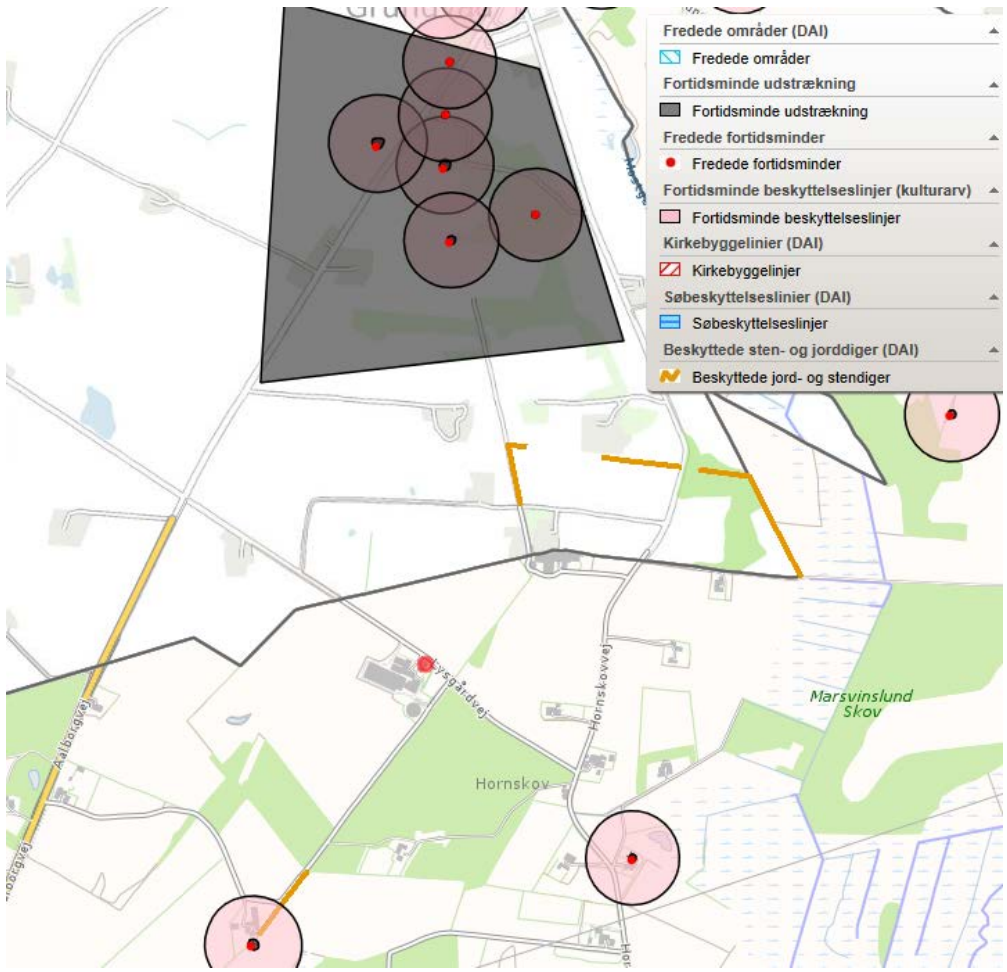 Fredede områder (DAI)
Fredede områder
Fortidsminde udstrækning
Fortidsminde udstrækning
Fredede fortidsminder
Fredede fortidsminder
Fortidsminde beskyttelseslinjer (kulturarv)
Fortidsminde beskyttelseslinjer
Kirkebyggelinier (DAI)
Kirkebyggelinjer
Søbeskyttelseslinier (DAI)
Søbeskyttelseslinjer
Beskyttede sten- og jorddiger (DAI)
Beskyttede jord- og stendiger
Hornskovvej
Marsvinslund
Skov
Aalborgvej
Hornskov